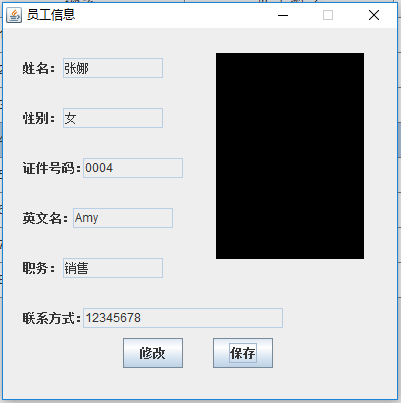 员工信息
姓名：张娜
性别：女
证件号码：0004
英文名：Amy
职务：销售
联系方式：12345678
修改 保存